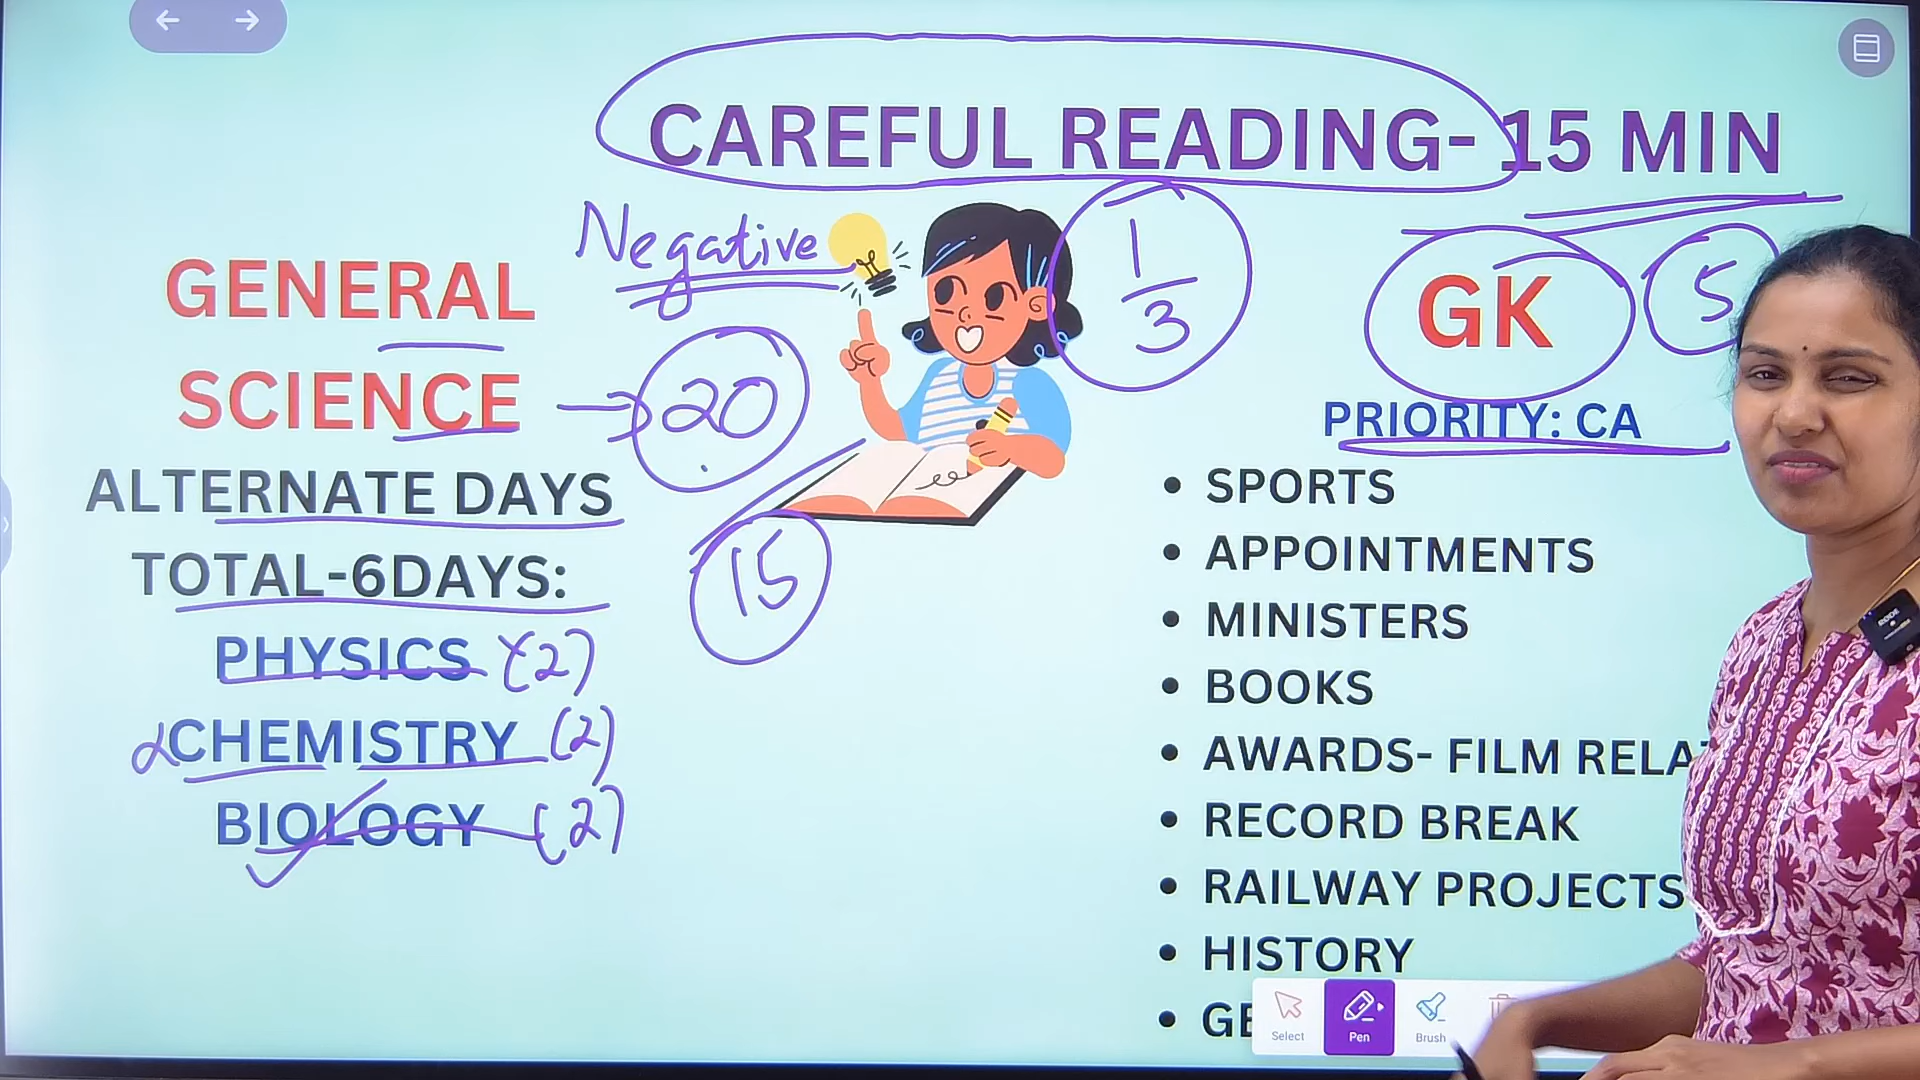 CAREFUL READING- 15 MIN
Negative
1
3
GENERAL
SCIENCE → 20
ALTERNATE DAYS
TOTAL-6DAYS:
15
PHYSICS (2)
CHEMISTRY (2)
BIOLOGY (2)
GK 5
PRIORITY: CA
• SPORTS
• APPOINTMENTS
• MINISTERS
• BOOKS
• AWARDS- FILM
• RECORD BREAK
• RAILWAY PROJECTS
• HISTORY
Select Pen Brush